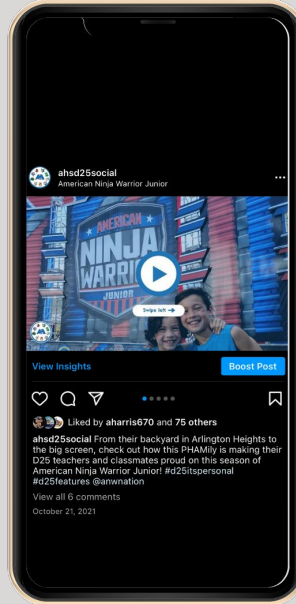 ahsd25social
American Ninja Warrior Junior
AMERICAN
NINJA
WARRIOR
JUNIOR
Swipe left →
View Insights
Boost Post
Liked by aharris670 and 75 others
ahsd25social From their backyard in Arlington Heights to
the big screen, check out how this PHAMily is making their
D25 teachers and classmates proud on this season of
American Ninja Warrior Junior! #d25itspersonal
#d25features @anwnation
View all 6 comments
October 21, 2021